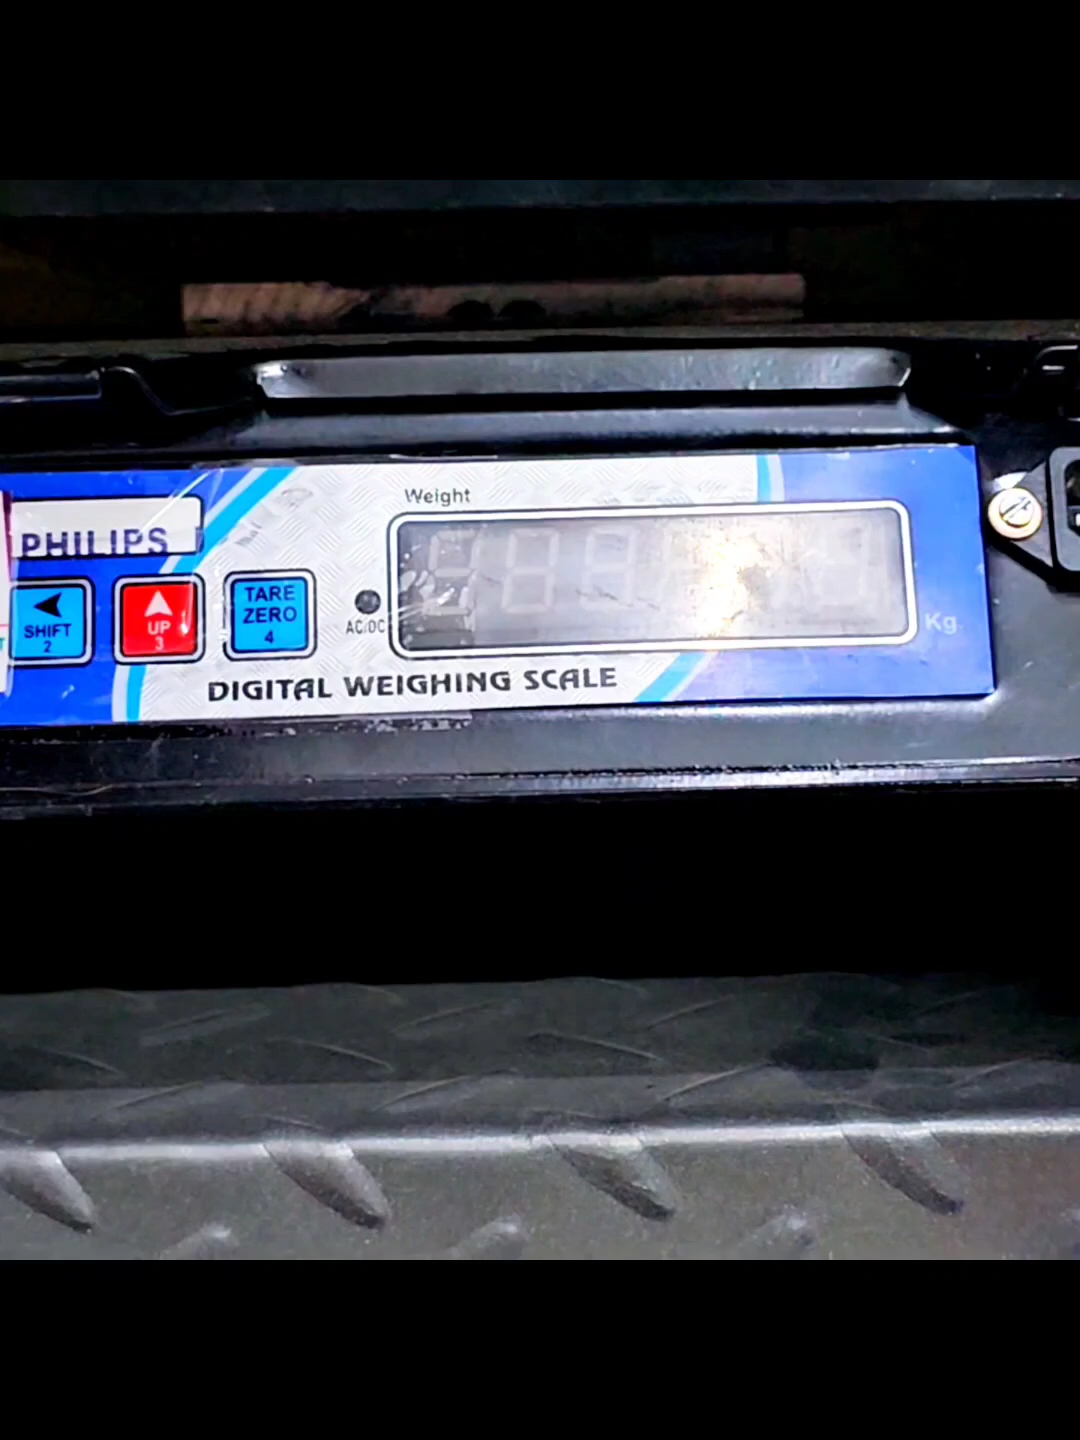 Weight
PHILIPS
SHIFT
2
UP
3
TARE
ZERO
4
AC/DC
Kg
DIGITAL WEIGHING SCALE